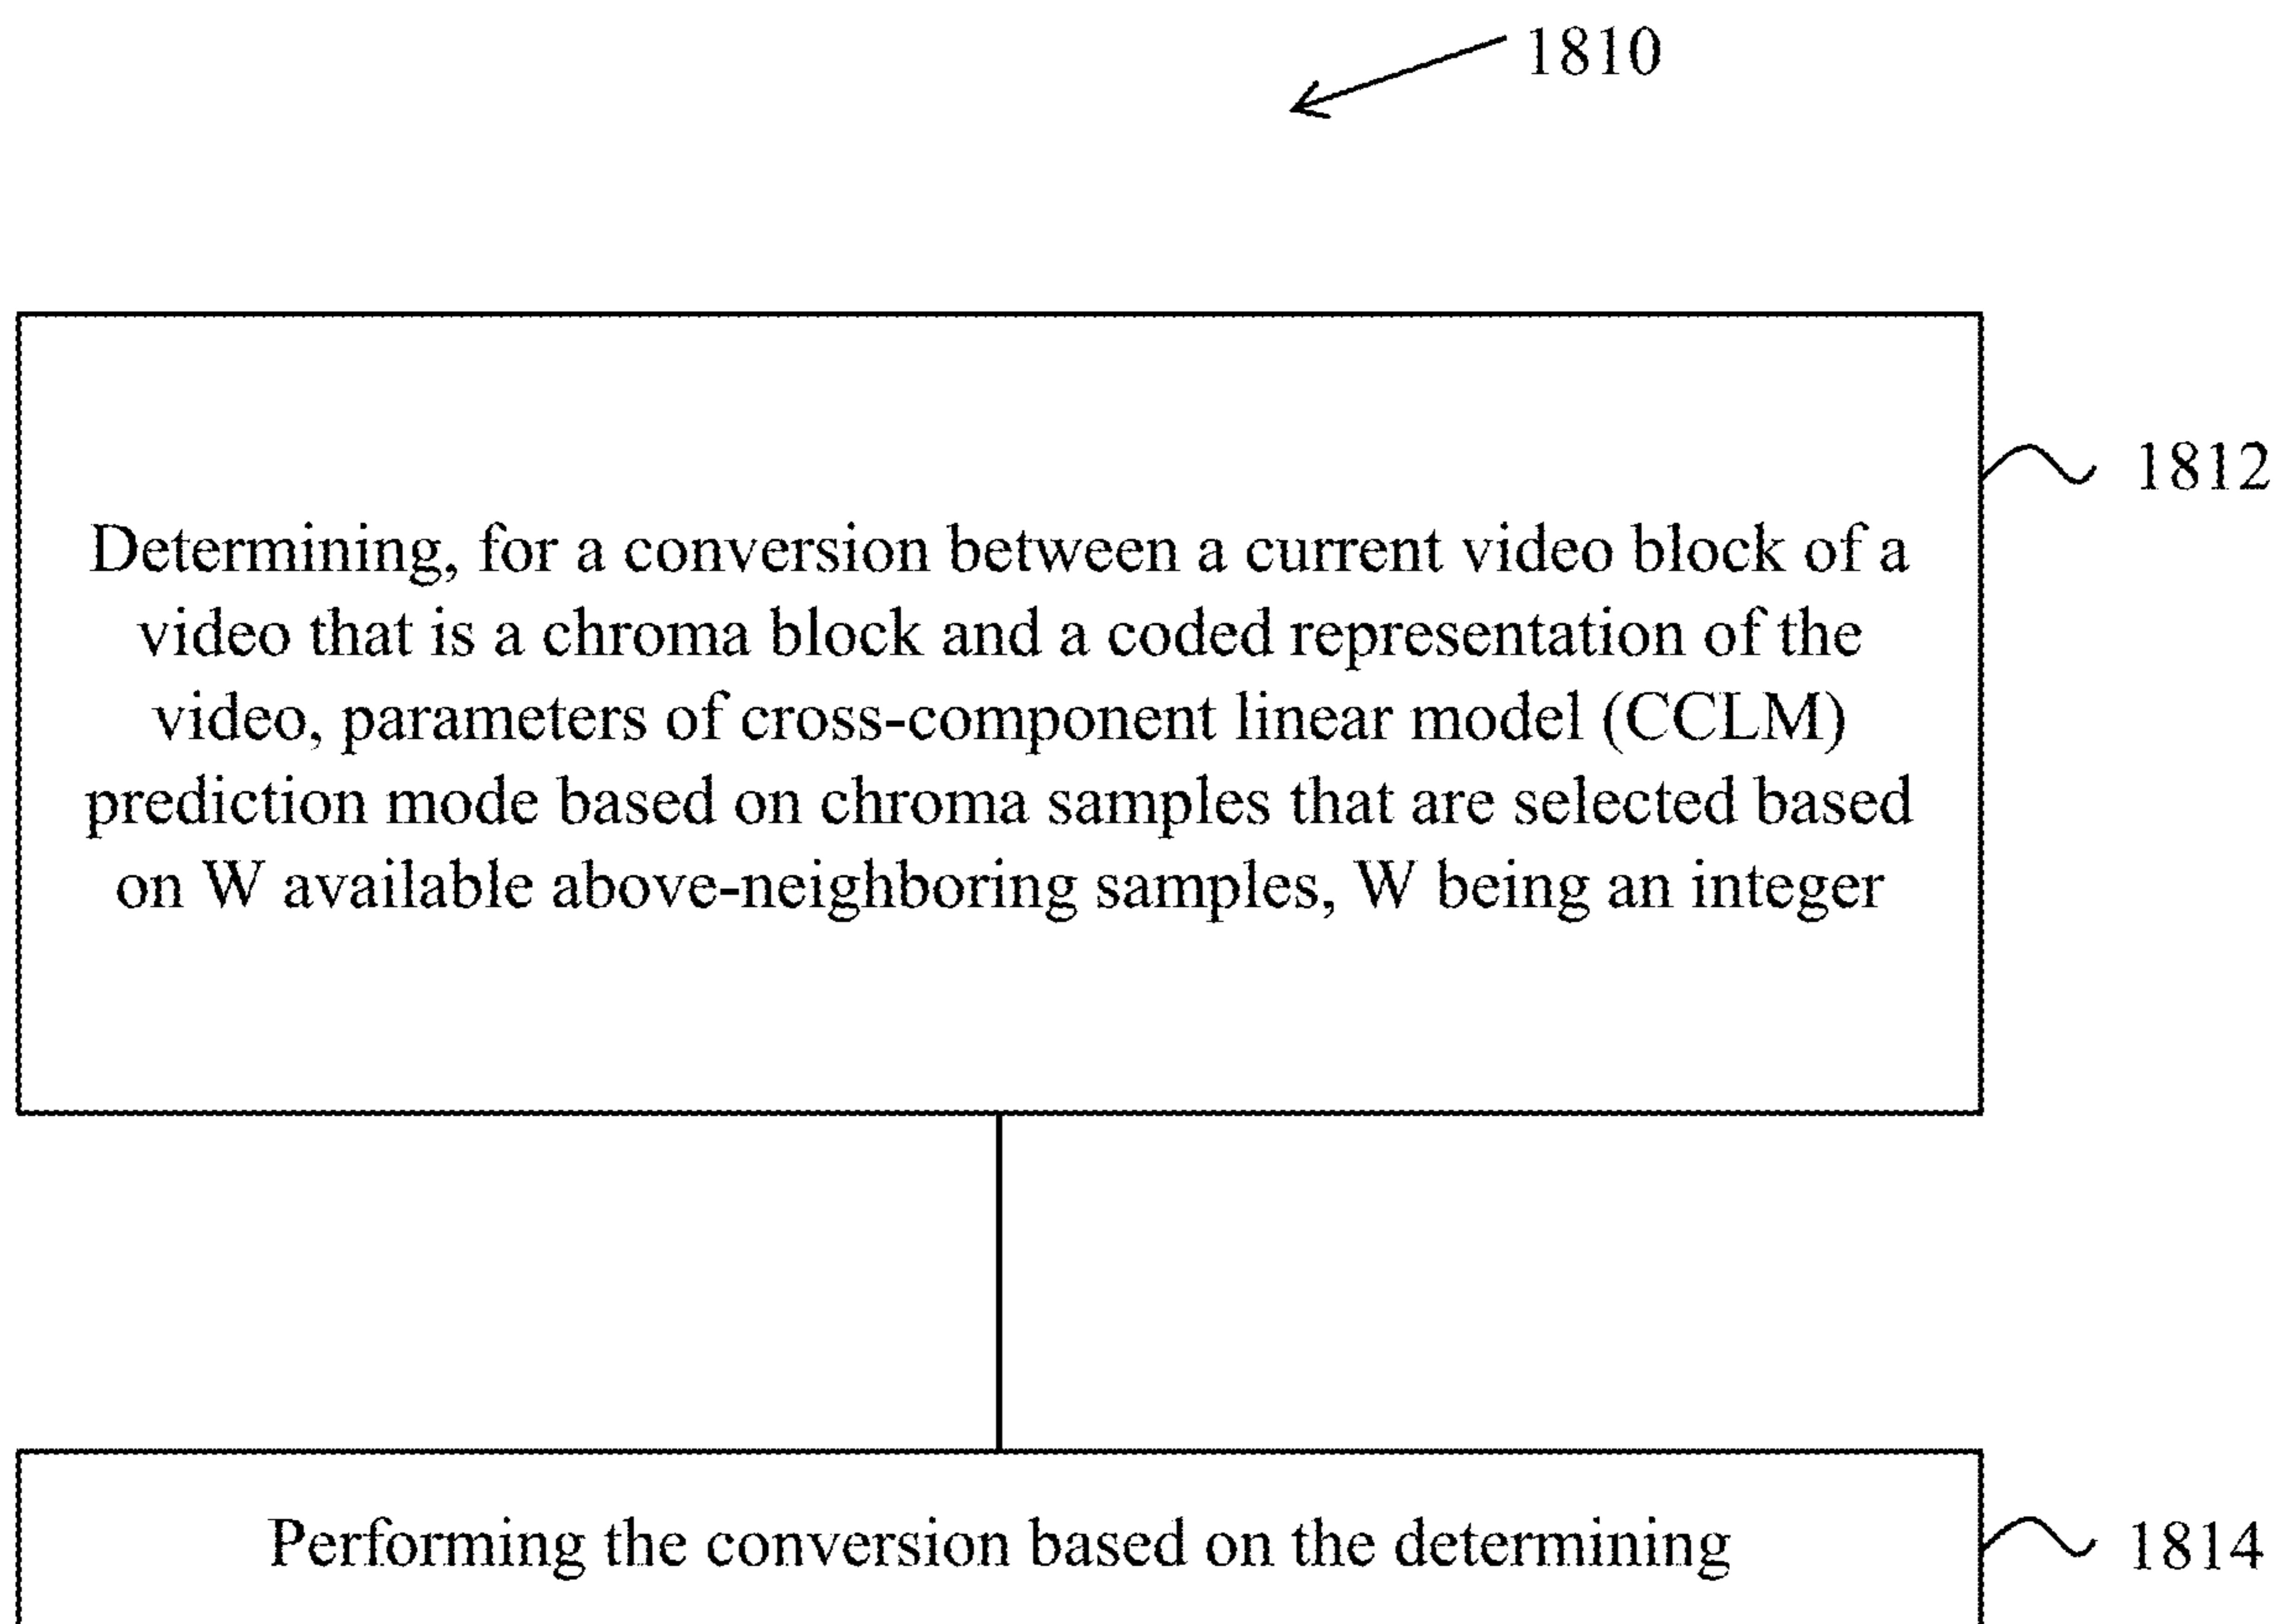 1810
Determining, for a conversion between a current video block of a
video that is a chroma block and a coded representation of the
video, parameters of cross-component linear model (CCLM)
prediction mode based on chroma samples that are selected based
on W available above-neighboring samples, W being an integer
1812
Performing the conversion based on the determining
1814